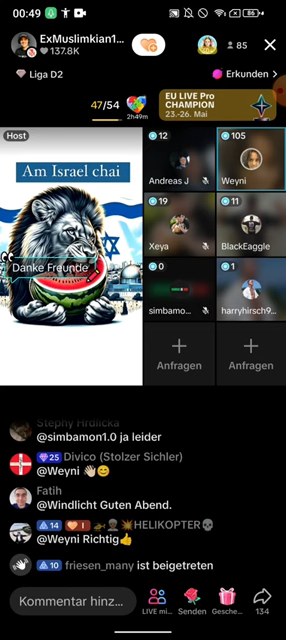 00:49
86
ExMuslimkian1...
137.8K
85
Liga D2
Erkunden >
47/54
2h49m
EU LIVE Pro
CHAMPION
23.-26. Mai
Host
Am Israel chai
Danke Freunde
12
Andreas J
105
Weyni
19
Xeya
11
BlackEaggle
0
simbamo...
1
harryhirsch9...
Anfragen
Anfragen
Stephy Hrdlicka
@simbamon1.0 ja leider
25 Divico (Stolzer Sichler)
@Weyni 👋🏻😊
Fatih
@Windlicht Guten Abend.
14 I HELIKOPTER
@Weyni Richtig👍
10 friesen_many ist beigetreten
Kommentar hinz...
LIVE mi...
Senden
Gesche...
134